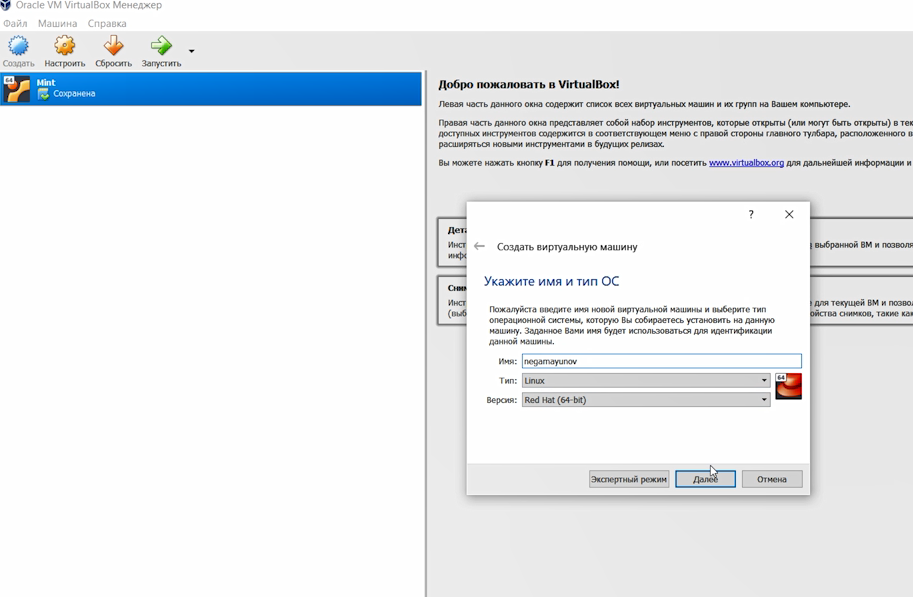 Oracle VM VirtualBox Менеджер
Файл Машина Справка
Создать Настроить Сбросить Запустить
64
Mint
Сохранена
Добро пожаловать в VirtualBox!
Левая часть данного окна содержит список всех виртуальных машин и их групп на Вашем компьютере.
Правая часть данного окна представляет собой набор инструментов, которые открыты (или могут быть открыты) в тек
доступных инструментов содержится в соответствующем меню с правой стороны главного тулбара, расположенного в
расширяться новыми инструментами в будущих релизах.
Вы можете нажать кнопку F1 для получения помощи, или посетить www.virtualbox.org для дальнейшей информации и
Дета
Инст
инфо
выбранной ВМ и позволя
Сним
Инст
(выб
для текущей ВМ и позвол
ойства снимков, такие как
?
Создать виртуальную машину
Укажите имя и тип ОС
Пожалуйста введите имя новой виртуальной машины и выберите тип
операционной системы, которую Вы собираетесь установить на данную
машину. Заданное Вами имя будет использоваться для идентификации
данной машины.
Имя: negamayunov
Тип: Linux
64
Версия: Red Hat (64-bit)
Экспертный режим Далее Отмена